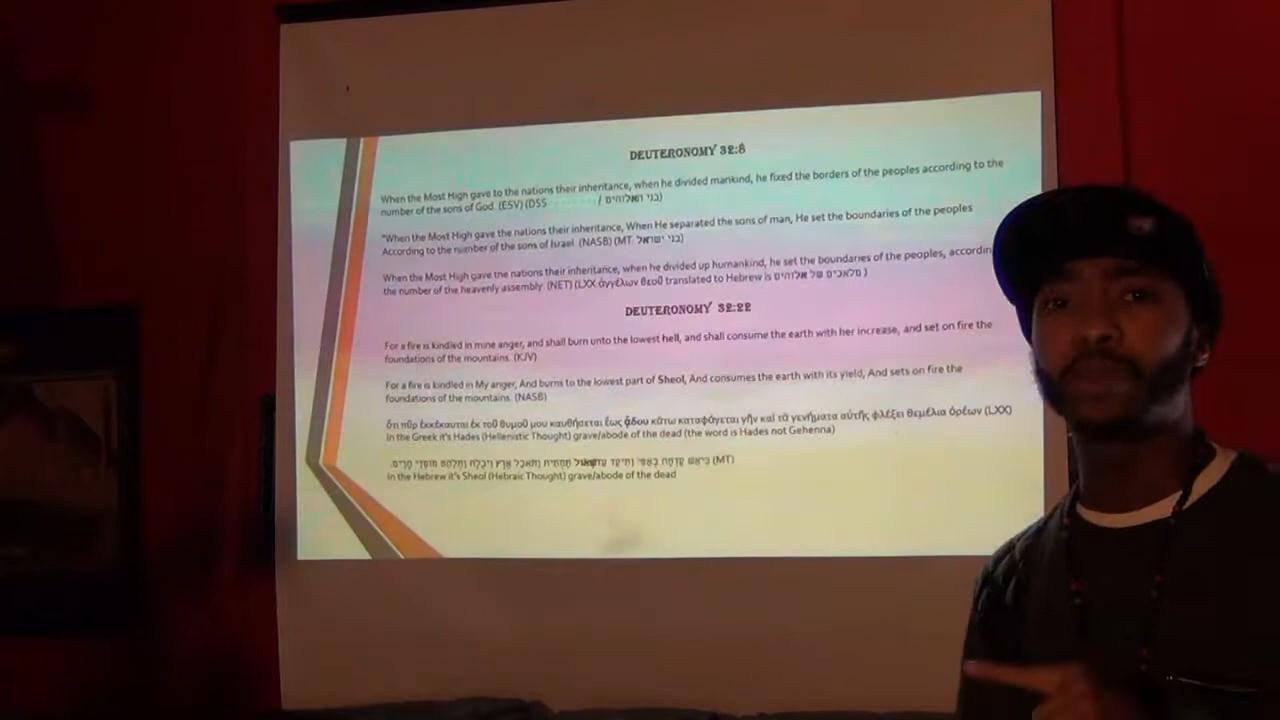 DEUTERONOMY 32:8
When the Most High gave to the nations their inheritance, when he divided mankind, he fixed the borders of the peoples according to the
number of the sons of God. (ESV) (DSS / בני האלוהים)
"When the Most High gave the nations their inheritance, When He separated the sons of man, He set the boundaries of the peoples
According to the number of the sons of Israel. (NASB) (MT בני ישראל)
When the Most High gave the nations their inheritance, when he divided up humankind, he set the boundaries of the peoples, accordin
the number of the heavenly assembly. (NET) (LXX ἀγγέλων θεοῦ translated to Hebrew is מלאכים של אלוהים )
DEUTERONOMY 32:22
For a fire is kindled in mine anger, and shall burn unto the lowest hell, and shall consume the earth with her increase, and set on fire the
foundations of the mountains. (KJV)
For a fire is kindled in My anger, And burns to the lowest part of Sheol, And consumes the earth with its yield, And sets on fire the
foundations of the mountains. (NASB)
ὅτι πῦρ ἐκκέκαυται ἐκ τοῦ θυμοῦ μου καυθήσεται ἕως ᾅδου κάτω καταφάγεται γῆν καὶ τὰ γενήματα αὐτῆς φλέξει θεμέλια ὀρέων (LXX)
In the Greek it's Hades (Hellenistic Thought) grave/abode of the dead (the word is Hades not Gehenna)
(MT)
In the Hebrew it's Sheol (Hebraic Thought) grave/abode of the dead